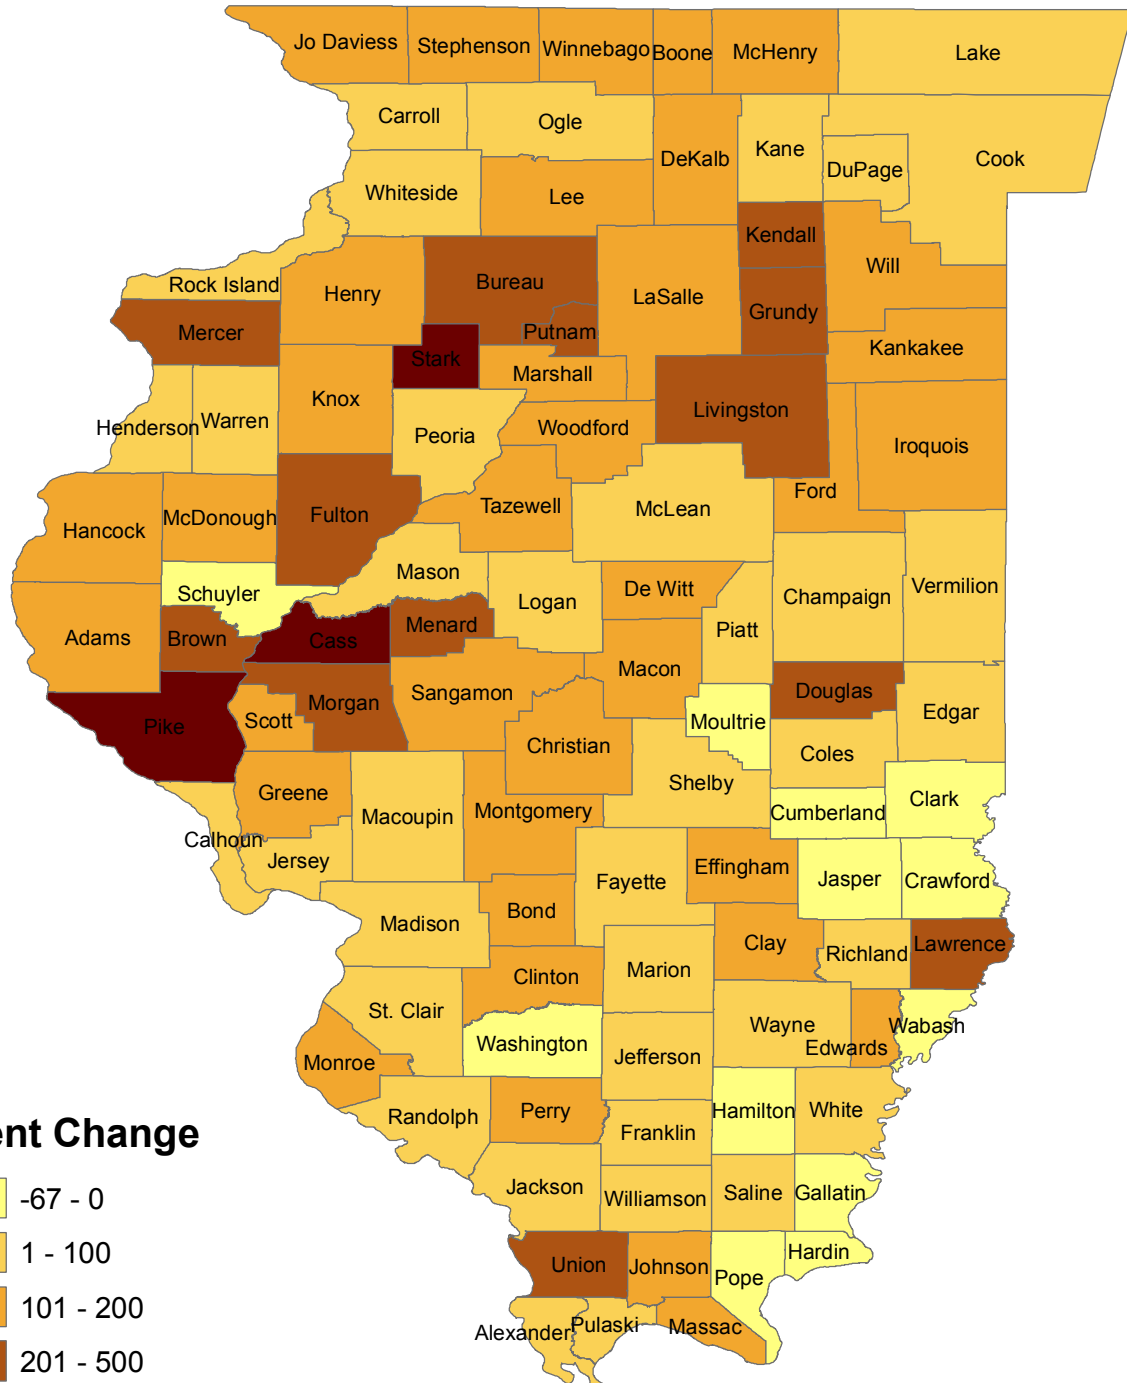 Jo Daviess
Stephenson
Winnebago
Boone
McHenry
Lake
Carroll
Ogle
DeKalb
Kane
DuPage
Cook
Whiteside
Lee
Kendall
Will
Rock Island
Henry
Bureau
LaSalle
Grundy
Mercer
Putnam
Kankakee
Stark
Marshall
Knox
Livingston
Henderson
Warren
Peoria
Woodford
Iroquois
Ford
Hancock
McDonough
Fulton
Tazewell
McLean
Mason
Schuyler
Logan
De Witt
Champaign
Vermilion
Adams
Brown
Cass
Menard
Piatt
Macon
Pike
Scott
Morgan
Sangamon
Douglas
Moultrie
Edgar
Christian
Coles
Shelby
Greene
Macoupin
Montgomery
Cumberland
Clark
Calhoun
Jersey
Fayette
Effingham
Jasper
Crawford
Madison
Bond
Clay
Richland
Lawrence
Clinton
Marion
St. Clair
Wayne
Edwards
Wabash
Washington
Jefferson
Monroe
Randolph
Perry
Hamilton
White
Franklin
Jackson
Williamson
Saline
Gallatin
Union
Johnson
Pope
Hardin
Alexander
Pulaski
Massac
ent Change
-67 - 0
1 - 100
101 - 200
201 - 500